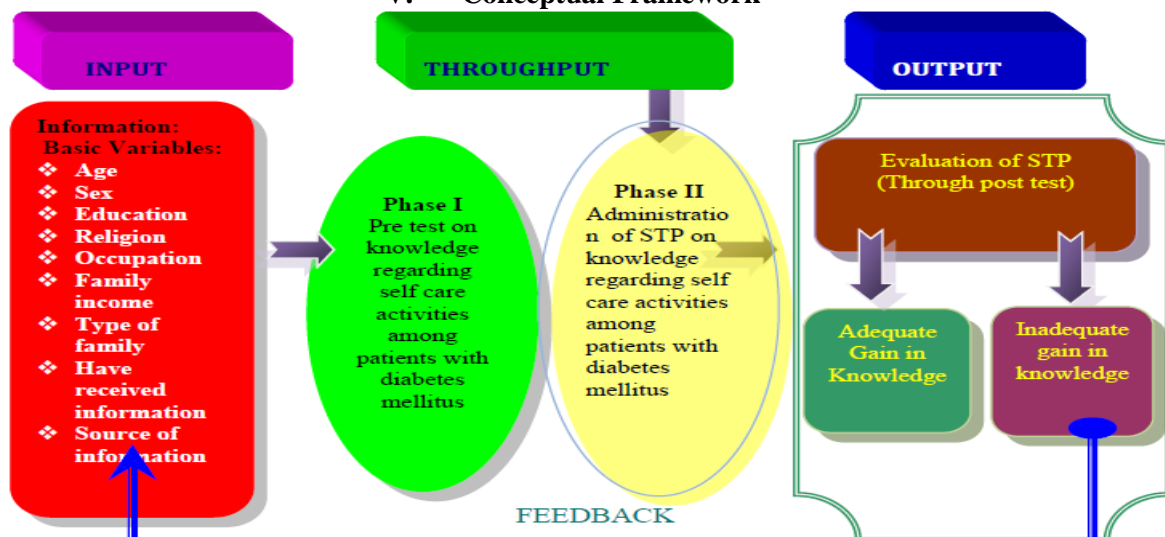 V. Conceptual Framework
INPUT
THROUGHPUT
OUTPUT
Information:
Basic Variables:
❖ Age
❖ Sex
❖ Education
❖ Religion
❖ Occupation
❖ Family
income
❖ Type of
family
❖ Have
received
information
❖ Source of
information
Phase I
Pre test on
knowledge
regarding
self care
activities
among
patients with
diabetes
mellitus
Phase II
Administratio
n of STP on
knowledge
regarding self
care activities
among
patients with
diabetes
mellitus
Evaluation of STP
(Through post test)
Adequate
Gain in
Knowledge
Inadequate
gain in
knowledge
FEEDBACK